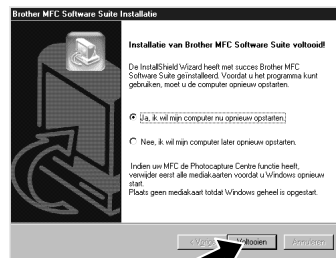 Brother MFC Software Suite Installatie
Installatie van Brother MFC Software Suite voltooid!
De InstallShield Wizard heeft met succes Brother MFC
Software Suite geïnstalleerd. Voordat u het programma kunt
gebruiken, moet u de computer opnieuw opstarten.
Ja, ik wil mijn computer nu opnieuw opstarten.
Nee, ik wil mijn computer later opnieuw opstarten.
Indien uw MFC de Photocapture Centre functie heeft,
verwijder eerst alle mediakaarten voordat u Windows opnieuw
start.
Plaats geen mediakaart totdat Windows geheel is opgestart.
Voltooien
Annuleren